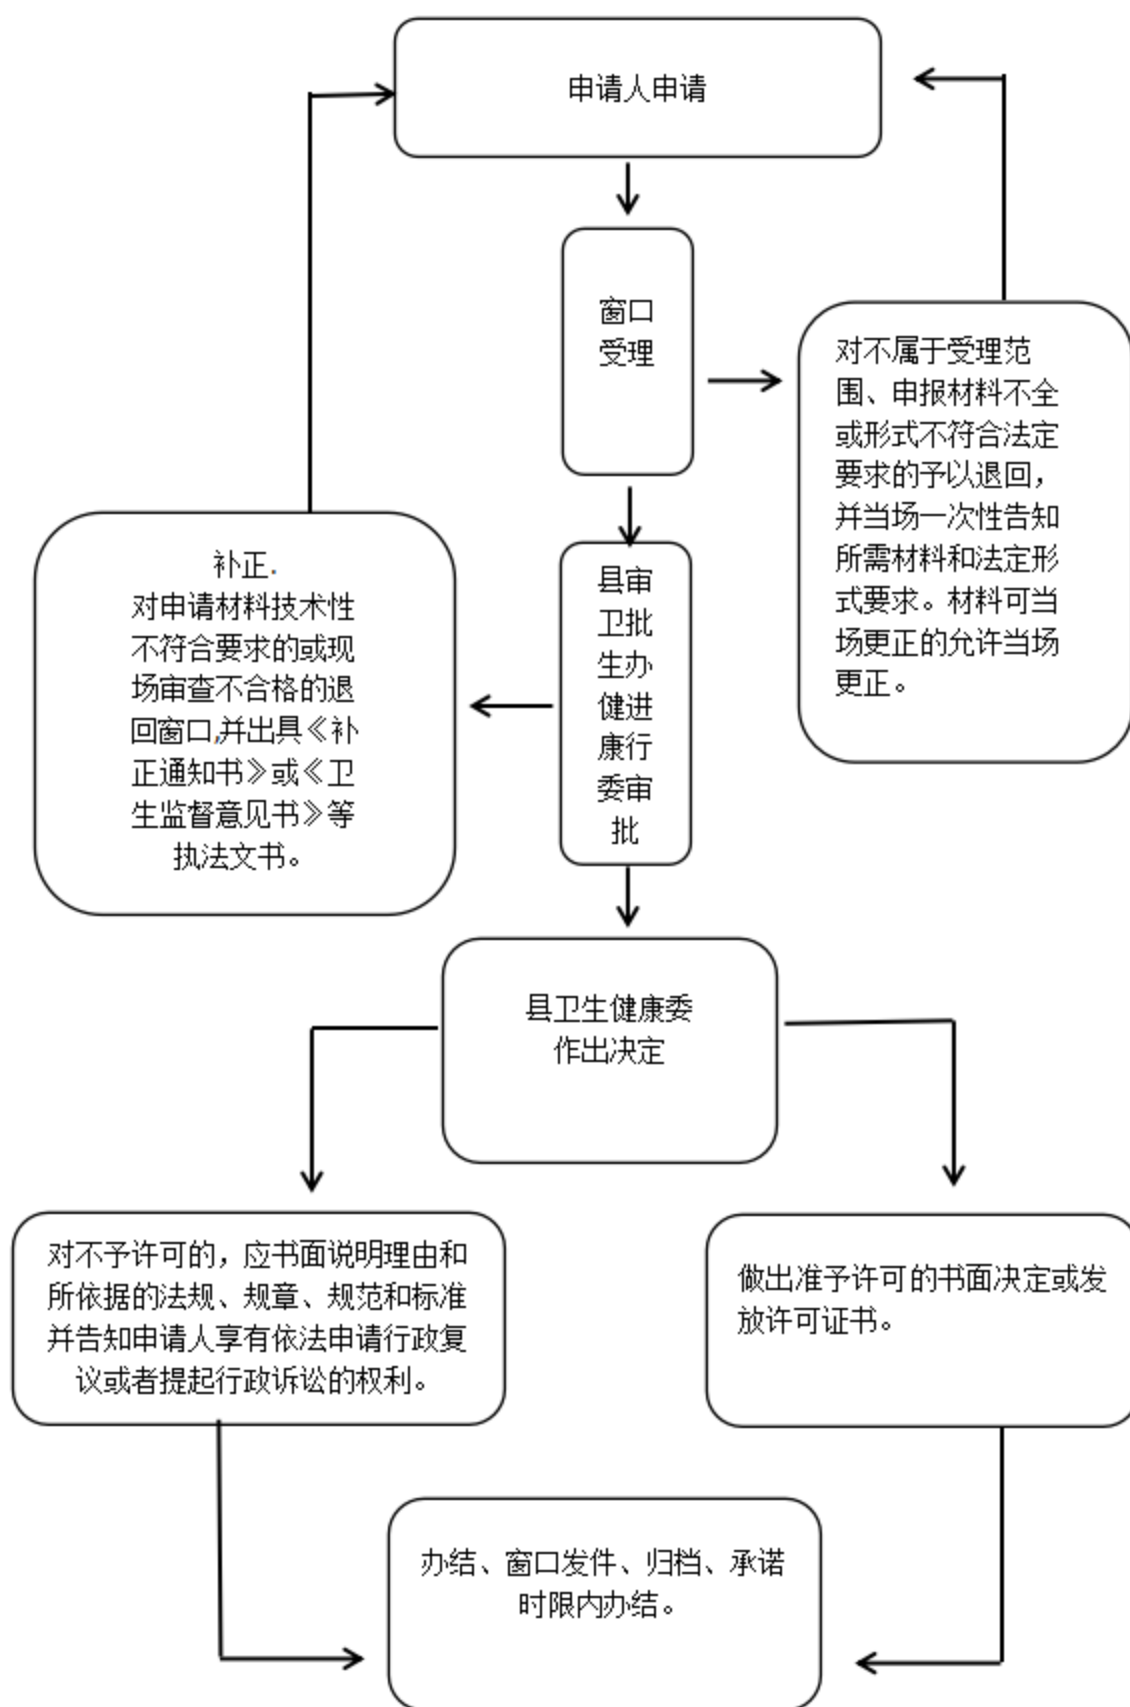 申请人申请
窗口
受理
对不属于受理范
围、申报材料不全
或形式不符合法定
要求的予以退回，
并当场一次性告知
所需材料和法定形
式要求。材料可当
场更正的允许当场
更正。
补正.
对申请材料技术性
不符合要求的或现
场审查不合格的退
回窗口,并出具《补
正通知书》或《卫
生监督意见书》等
执法文书。
县审
卫批
生办
健进
康行
委审
批
县卫生健康委
作出决定
对不予许可的，应书面说明理由和
所依据的法规、规章、规范和标准
并告知申请人享有依法申请行政复
议或者提起行政诉讼的权利。
做出准予许可的书面决定或发
放许可证书。
办结、窗口发件、归档、承诺
时限内办结。